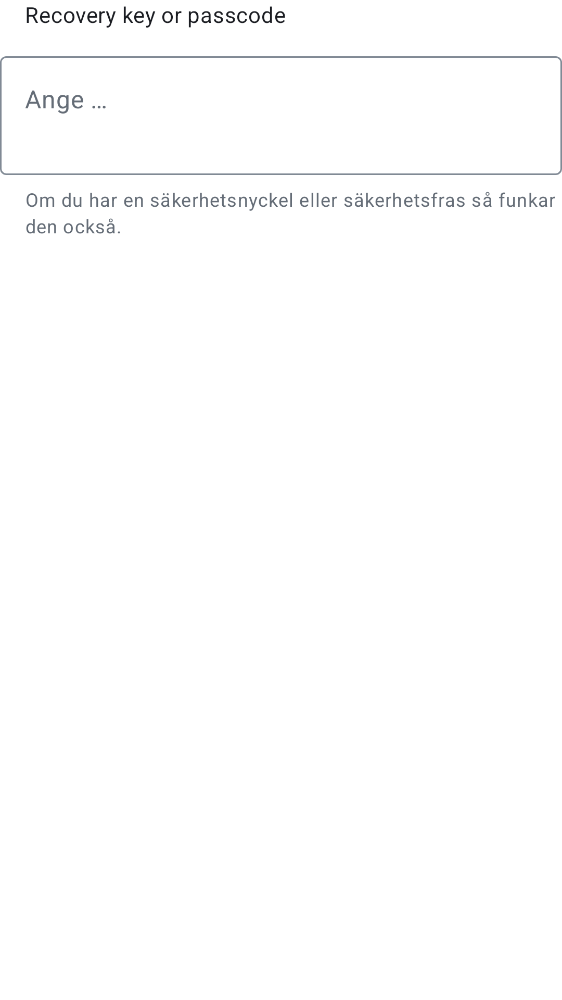 Recovery key or passcode
Ange …
Om du har en säkerhetsnyckel eller säkerhetsfras så funkar
den också.